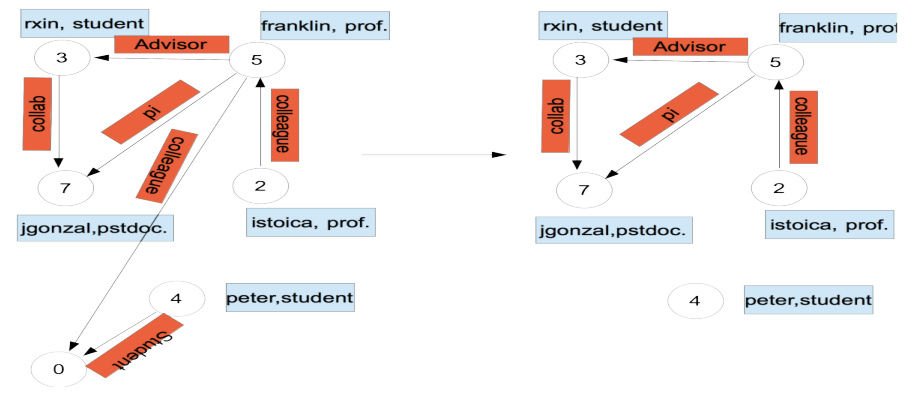 rxin, student
franklin, prof.
Advisor
3
5
collab
pi
colleague
colleague
7
2
jgonzal,pstdoc.
istoica, prof.
4
peter,student
Student
0
rxin, student
franklin, prof
Advisor
3
5
collab
pi
colleague
7
2
jgonzal,pstdoc.
istoica, prof.
4
peter,student